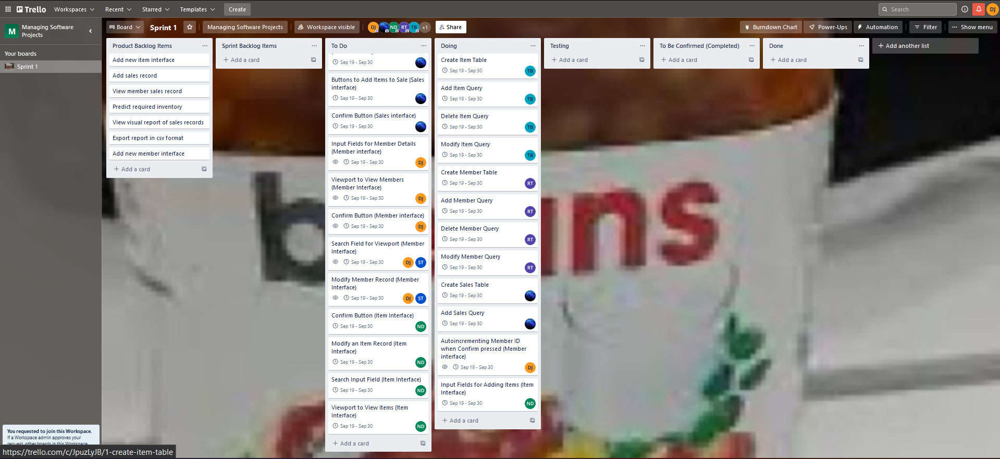 Trello
Workspaces
Recent
Starred
Templates
Create
Search
DJ
M
Managing Software
Projects
Board
Sprint 1
Managing Software Projects
Workspace visible
DJ
ND
RT
TB
+1
Share
Burndown Chart
Power-Ups
Automation
Filter
Show menu
Your boards
Sprint 1
Product Backlog Items
Add new item interface
Add sales record
View member sales record
Predict required inventory
View visual report of sales records
Export report in csv format
Add new member interface
+ Add a card
Sprint Backlog Items
+ Add a card
To Do
Sep 19 - Sep 30
Buttons to Add Items to Sale (Sales
interface)
Sep 19 - Sep 30
Confirm Button (Sales interface)
Sep 19 - Sep 30
Input Fields for Member Details
(Member interface)
Sep 19 - Sep 30
DJ
Viewport to View Members
(Member Interface)
Sep 19 - Sep 30
DJ
Confirm Button (Member interface)
Sep 19 - Sep 30
DJ
Search Field for Viewport (Member
Interface)
Sep 19 - Sep 30
DJ
ST
Modify Member Record (Member
Interface)
Sep 19 - Sep 30
DJ
ST
Confirm Button (Item Interface)
Sep 19 - Sep 30
ND
Modify an Item Record (Item
Interface)
Sep 19 - Sep 30
ND
Search Input Field (Item Interface)
Sep 19 - Sep 30
ND
Viewport to View Items (Item
Interface)
Sep 19 - Sep 30
ND
+ Add a card
Doing
Create Item Table
Sep 19 - Sep 30
TB
Add Item Query
Sep 19 - Sep 30
TB
Delete Item Query
Sep 19 - Sep 30
TB
Modify Item Query
Sep 19 - Sep 30
TB
Create Member Table
Sep 19 - Sep 30
RT
Add Member Query
Sep 19 - Sep 30
RT
Delete Member Query
Sep 19 - Sep 30
RT
Modify Member Query
Sep 19 - Sep 30
RT
Create Sales Table
Sep 19 - Sep 30
Add Sales Query
Sep 19 - Sep 30
Autoincrementing Member ID
when Confirm pressed (Member
interface)
Sep 19 - Sep 30
DJ
Input Fields for Adding Items (Item
Interface)
Sep 19 - Sep 30
ND
+ Add a card
Testing
+ Add a card
To Be Confirmed (Completed)
+ Add a card
Done
+ Add a card
+ Add another list
b
ns
You requested to join this Workspace.
If a Workspace admin approves your
request, other boards in this Workspace
https://trello.com/c/JpuzLyJB/1-create-item-table